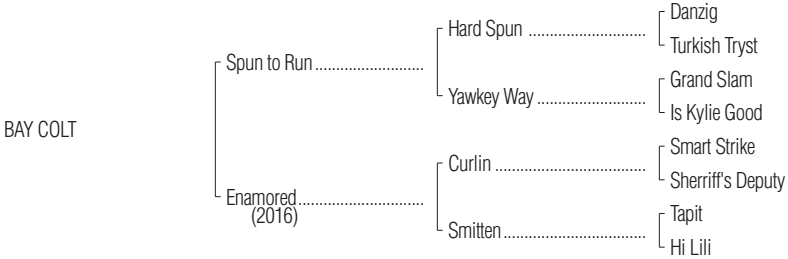 Danzig
Hard Spun ............................
Turkish Tryst
Spun to Run ..........................
Grand Slam
Yawkey Way ..........................
Is Kylie Good
BAY COLT
Smart Strike
Curlin ....................................
Sherriff's Deputy
Enamored ..............................
(2016)
Tapit
Smitten ..................................
Hi Lili